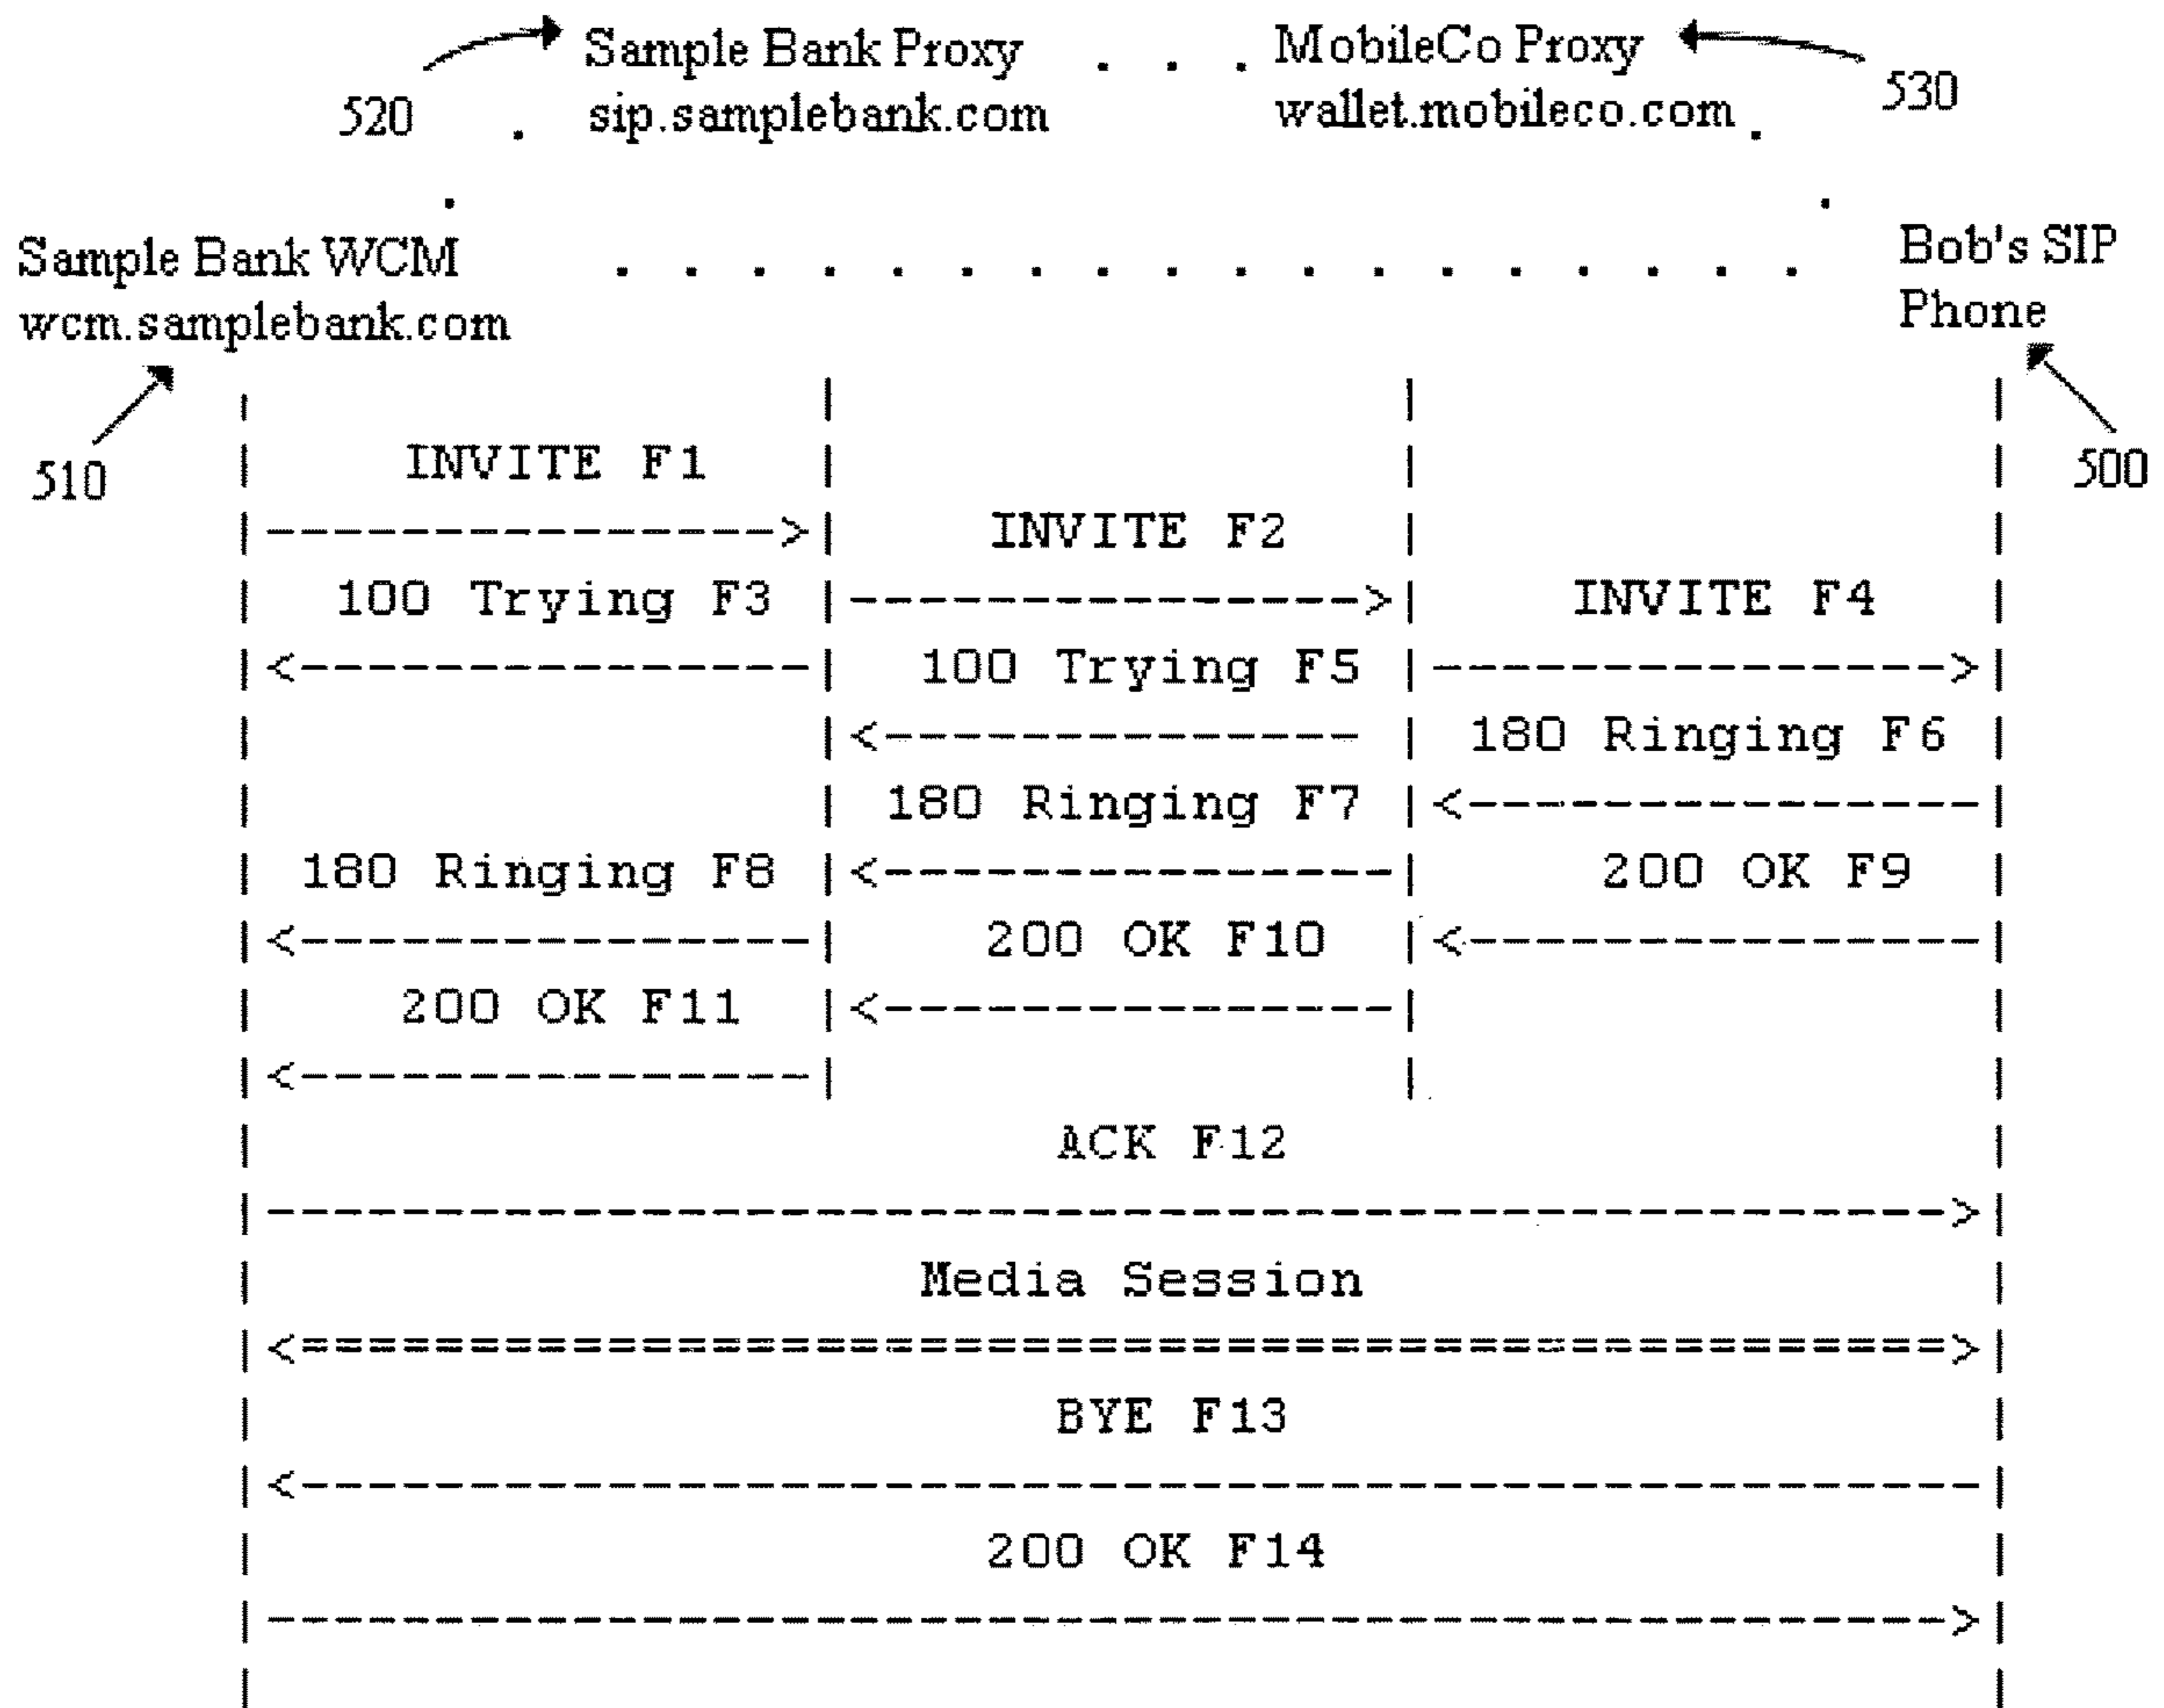 Sample Bank Proxy . . . MobileCo Proxy
520 . sip.samplebank.com wallet.mobileco.com . 530
. .
Sample Bank WCM . . . . . . . . . . . . . . . . . . Bob's SIP
wcm.samplebank.com Phone
510 | INVITE F1 | | | 500
|--------------->| INVITE F2 | |
| 100 Trying F3 |--------------->| INVITE F4 |
|<---------------| 100 Trying F5 |--------------->|
| |<-------------- | 180 Ringing F6 |
| | 180 Ringing F7 |<---------------|
| 180 Ringing F8 |<---------------| 200 OK F9 |
|<---------------| 200 OK F10 |<---------------|
| 200 OK F11 |<---------------| |
|<---------------| | |
| ACK F12 |
|------------------------------------------------->|
| Media Session |
|<================================================>|
| BYE F13 |
|<-------------------------------------------------|
| 200 OK F14 |
|------------------------------------------------->|